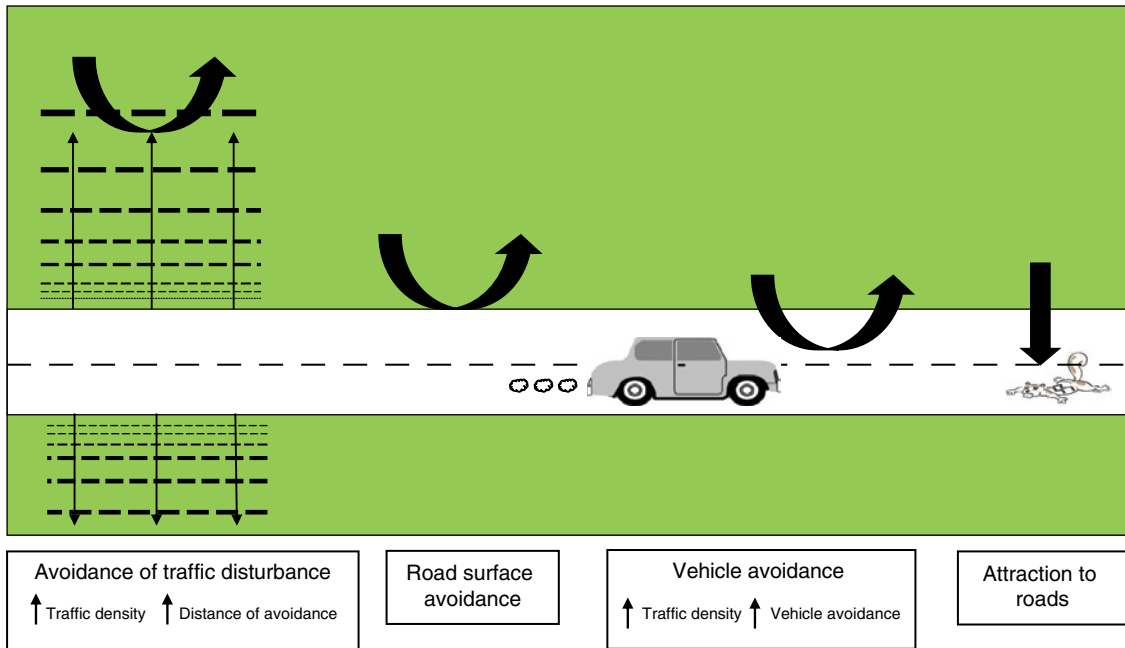 Avoidance of traffic disturbance
Traffic density Distance of avoidance
Road surface
avoidance
Vehicle avoidance
Traffic density Vehicle avoidance
Attraction to
roads